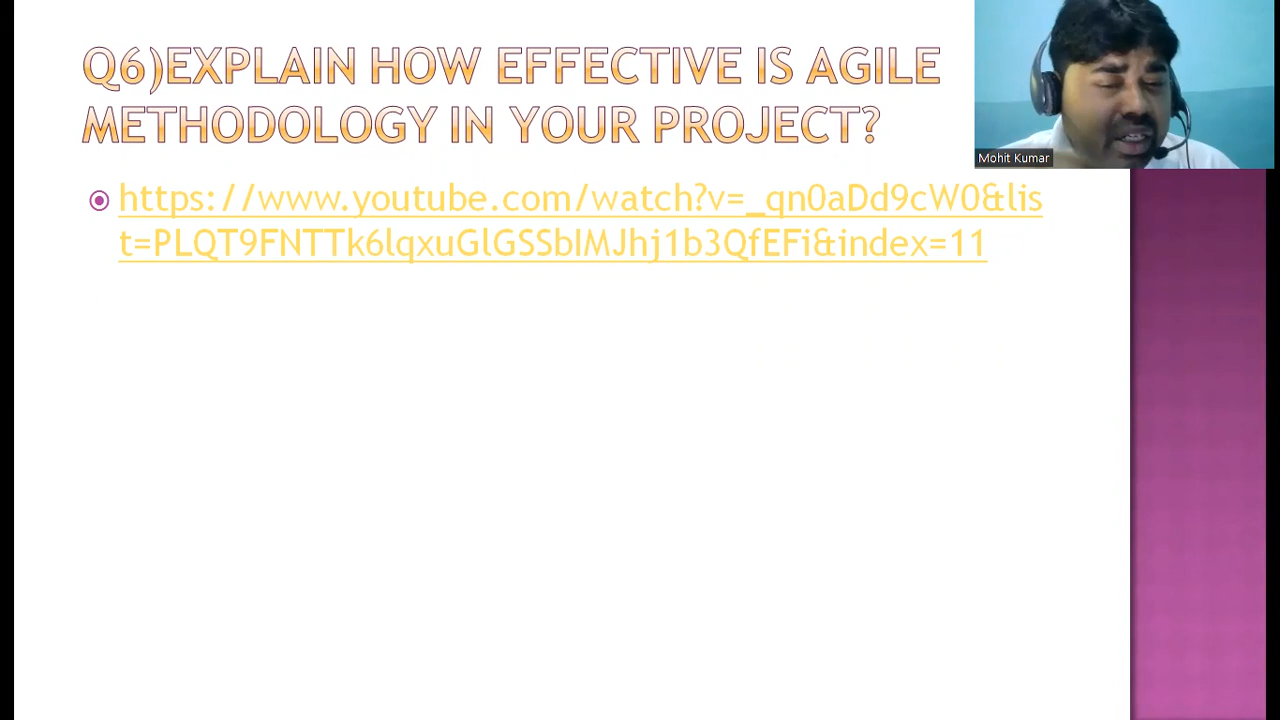 Q6)EXPLAIN HOW EFFECTIVE IS AGILE
METHODOLOGY IN YOUR PROJECT?
Mohit Kumar
https://www.youtube.com/watch?v=_qn0aDd9cW0&lis
t=PLQT9FNTTk6lqxuGlGSSbIMJhj1b3QfEFi&index=11